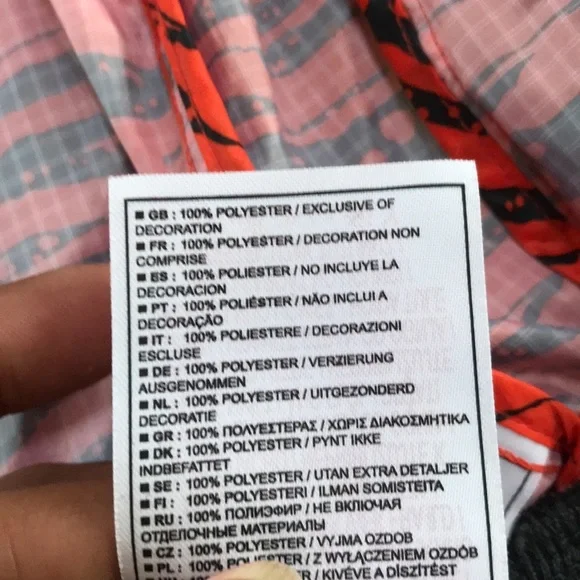 ■ GB : 100% POLYESTER / EXCLUSIVE OF
DECORATION
■ FR : 100% POLYESTER / DECORATION NON
COMPRISE
■ ES : 100% POLIESTER / NO INCLUYE LA
DECORACION
■ PT : 100% POLIÉSTER / NÃO INCLUI A
DECORAÇÃO
■ IT : 100% POLIESTERE / DECORAZIONI
ESCLUSE
■ DE : 100% POLYESTER / VERZIERUNG
AUSGENOMMEN
■ NL : 100% POLYESTER / UITGEZONDERD
DECORATIE
■ GR : 100% ΠΟΛΥΕΣΤΕΡΑΣ / ΧΩΡΙΣ ΔΙΑΚΟΣΜΗΤΙΚΑ
■ DK : 100% POLYESTER / PYNT IKKE
INDBEFATTET
■ SE : 100% POLYESTER / UTAN EXTRA DETALJER
■ FI : 100% POLYESTERI / ILMAN SOMISTEITA
■ RU : 100% ПОЛИЭФИР / НЕ ВКЛЮЧАЯ
ОТДЕЛОЧНЫЕ МАТЕРИАЛЫ
■ CZ : 100% POLYESTER / VYJMA OZDOB
■ PL : 100% POLIESTER / Z WYŁĄCZENIEM OZDÓB
/ KIVÉVE A DÍSZÍTÉST